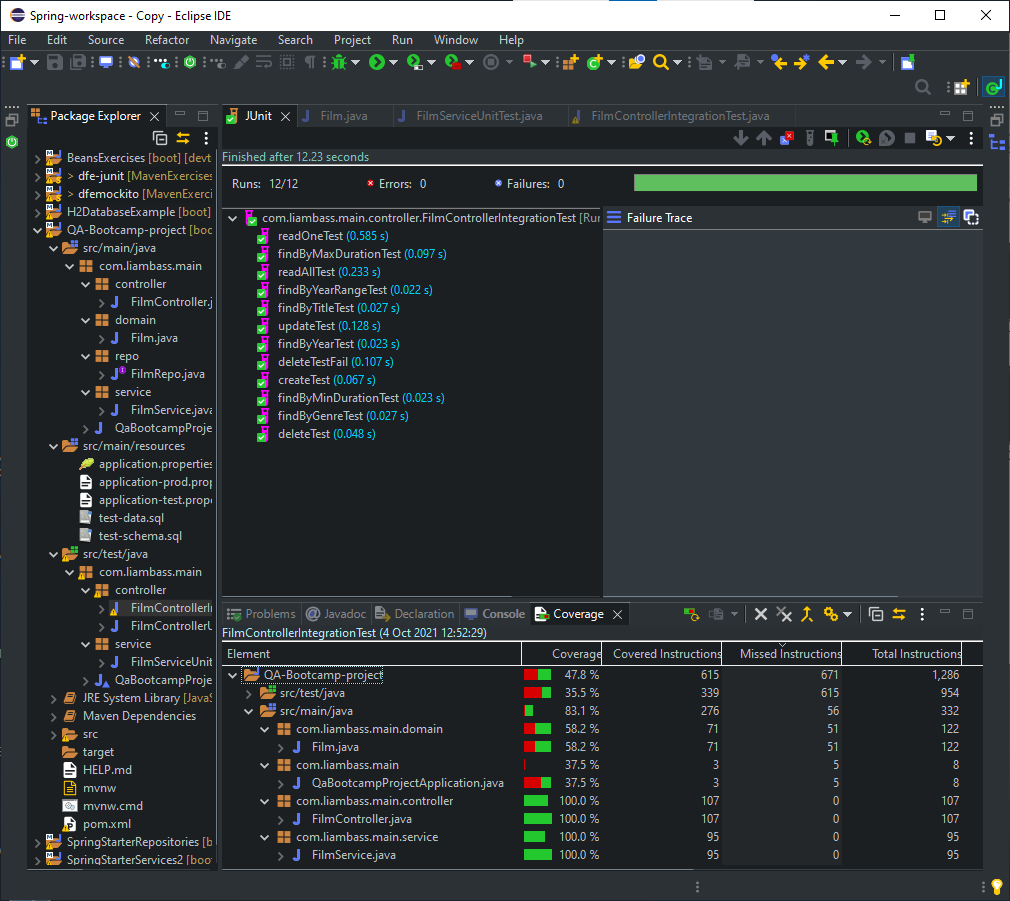 Spring-workspace - Copy - Eclipse IDE
File Edit Source Refactor Navigate Search Project Run Window Help
Package Explorer
BeansExercises [boot] [devt
> dfe-junit [MavenExercises
> dfemockito [MavenExerci
H2DatabaseExample [boot]
QA-Bootcamp-project [boc
src/main/java
com.liambass.main
controller
FilmController.j
domain
Film.java
repo
FilmRepo.java
service
FilmService.java
QaBootcampProje
src/main/resources
application.properties
application-prod.prop
application-test.prope
test-data.sql
test-schema.sql
src/test/java
com.liambass.main
controller
FilmControllerIn
FilmControllerU
service
FilmServiceUnit
QaBootcampProje
JRE System Library [JavaS
Maven Dependencies
src
target
HELP.md
mvnw
mvnw.cmd
pom.xml
SpringStarterRepositories [b
SpringStarterServices2 [boot
JUnit Film.java FilmServiceUnitTest.java FilmControllerIntegrationTest.java
Finished after 12.23 seconds
Runs: 12/12 Errors: 0 Failures: 0
com.liambass.main.controller.FilmControllerIntegrationTest [Run
readOneTest (0.585 s)
findByMaxDurationTest (0.097 s)
readAllTest (0.233 s)
findByYearRangeTest (0.022 s)
findByTitleTest (0.027 s)
updateTest (0.128 s)
findByYearTest (0.023 s)
deleteTestFail (0.107 s)
createTest (0.067 s)
findByMinDurationTest (0.023 s)
findByGenreTest (0.027 s)
deleteTest (0.048 s)
Failure Trace
Problems Javadoc Declaration Console Coverage
FilmControllerIntegrationTest (4 Oct 2021 12:52:29)
Element Coverage Covered Instructions Missed Instructions Total Instructions
QA-Bootcamp-project 47.8 % 615 671 1,286
src/test/java 35.5 % 339 615 954
src/main/java 83.1 % 276 56 332
com.liambass.main.domain 58.2 % 71 51 122
Film.java 58.2 % 71 51 122
com.liambass.main 37.5 % 3 5 8
QaBootcampProjectApplication.java 37.5 % 3 5 8
com.liambass.main.controller 100.0 % 107 0 107
FilmController.java 100.0 % 107 0 107
com.liambass.main.service 100.0 % 95 0 95
FilmService.java 100.0 % 95 0 95